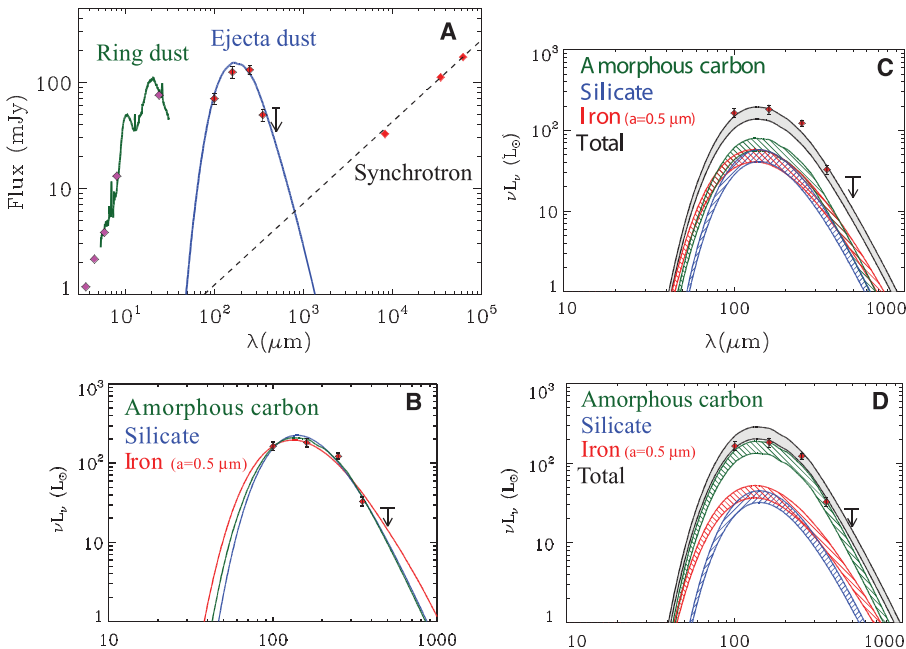 A
Ring dust
Ejecta dust
Synchrotron
Flux (mJy)
100
10
1
10¹ 10² 10³ 10⁴ 10⁵
λ(μm)
C
Amorphous carbon
Silicate
Iron (a=0.5 μm)
Total
νLν (L⊙)
10³
10²
10
1
10 100 1000
λ(μm)
B
Amorphous carbon
Silicate
Iron (a=0.5 μm)
νLν (L⊙)
10³
10²
10
1
10 100 1000
D
Amorphous carbon
Silicate
Iron (a=0.5 μm)
Total
νLν (L⊙)
10³
10²
10
1
10 100 1000